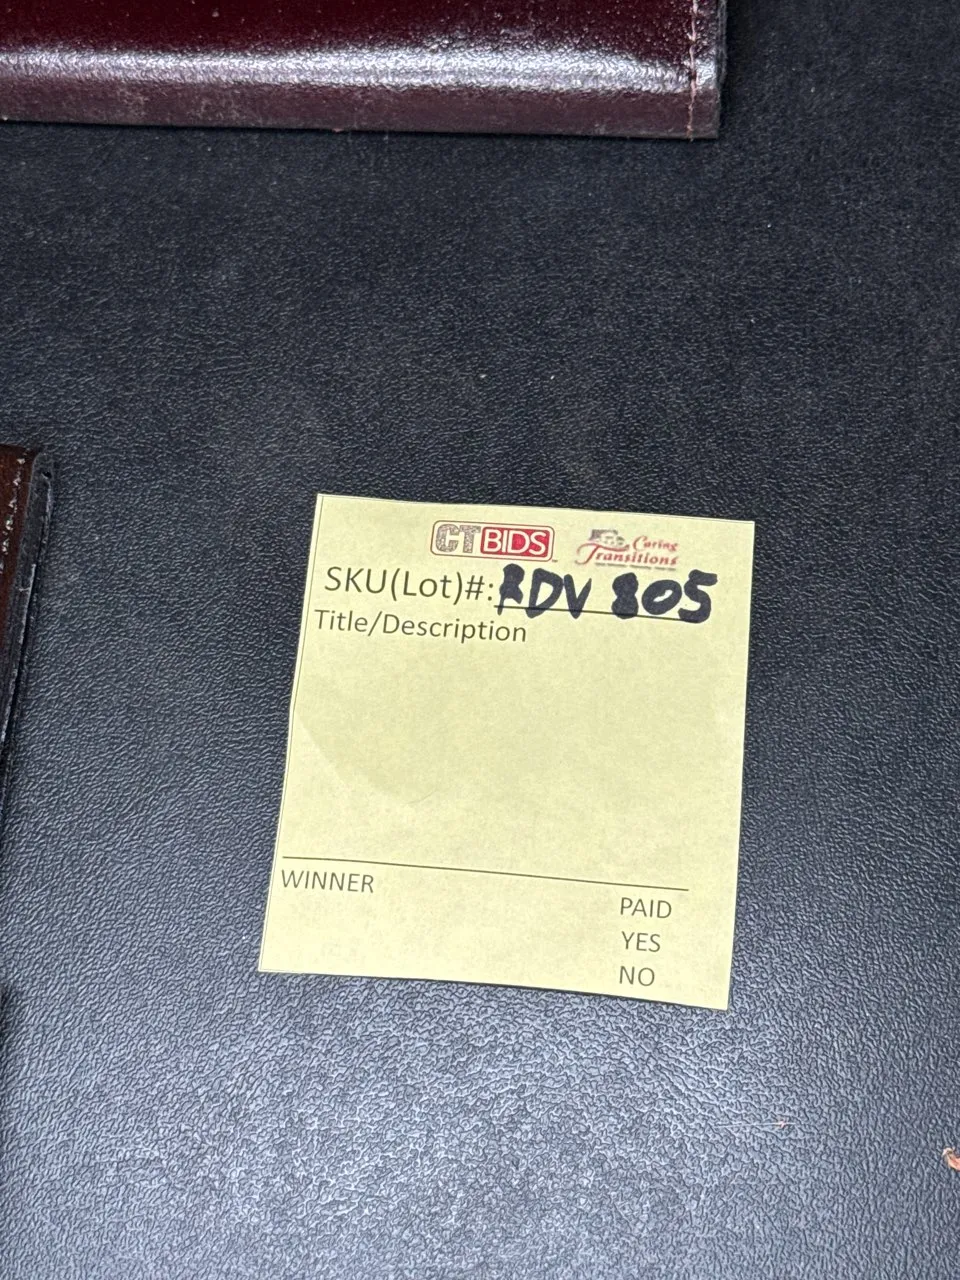 CTBIDS Caring Transitions
SKU(Lot)#: RDV 805
Title/Description
WINNER
PAID
YES
NO